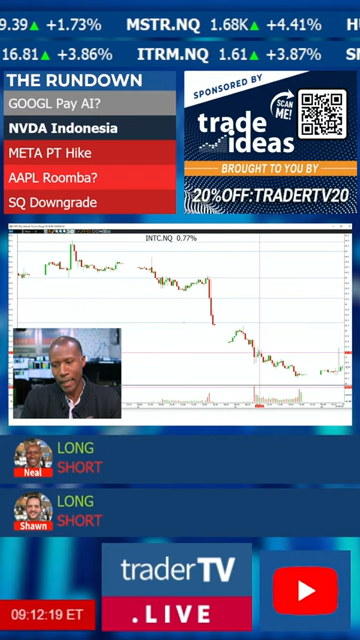 9.39▲ +1.73% MSTR.NQ 1.68K▲ +4.41% HU
16.81▲ +3.86% ITRM.NQ 1.61▲ +3.87% SN
THE RUNDOWN
GOOGL Pay AI?
NVDA Indonesia
META PT Hike
AAPL Roomba?
SQ Downgrade
SPONSORED BY
SCAN ME!
trade ideas
BROUGHT TO YOU BY
20%OFF:TRADERTV20
INTC.NQ 0.77%
Neal
LONG
SHORT
Shawn
LONG
SHORT
09:12:19 ET
traderTV
.LIVE